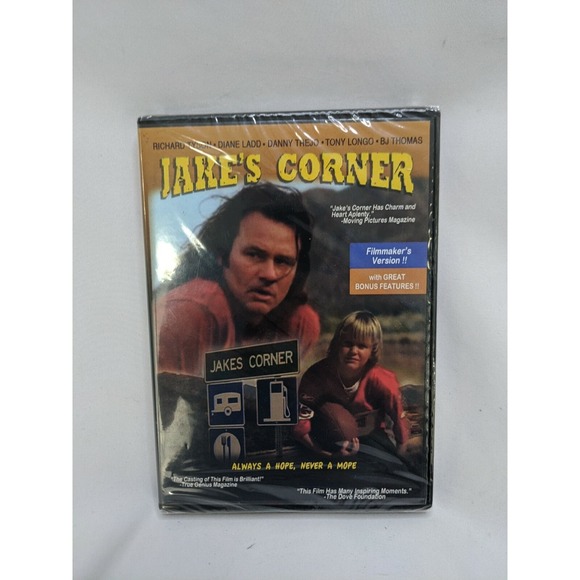 RICHARD TYSON • DIANE LADD • DANNY TREJO • TONY LONGO • BJ THOMAS
JAKE'S CORNER
"Jake's Corner Has Charm and
Heart Aplenty."
-Moving Pictures Magazine
Filmmaker's
Version !!
with GREAT
BONUS FEATURES !!
JAKES CORNER
ALWAYS A HOPE, NEVER A MOPE
"The Casting of This Film is Brilliant!"
-True Genius Magazine
"This Film Has Many Inspiring Moments."
-The Dove Foundation